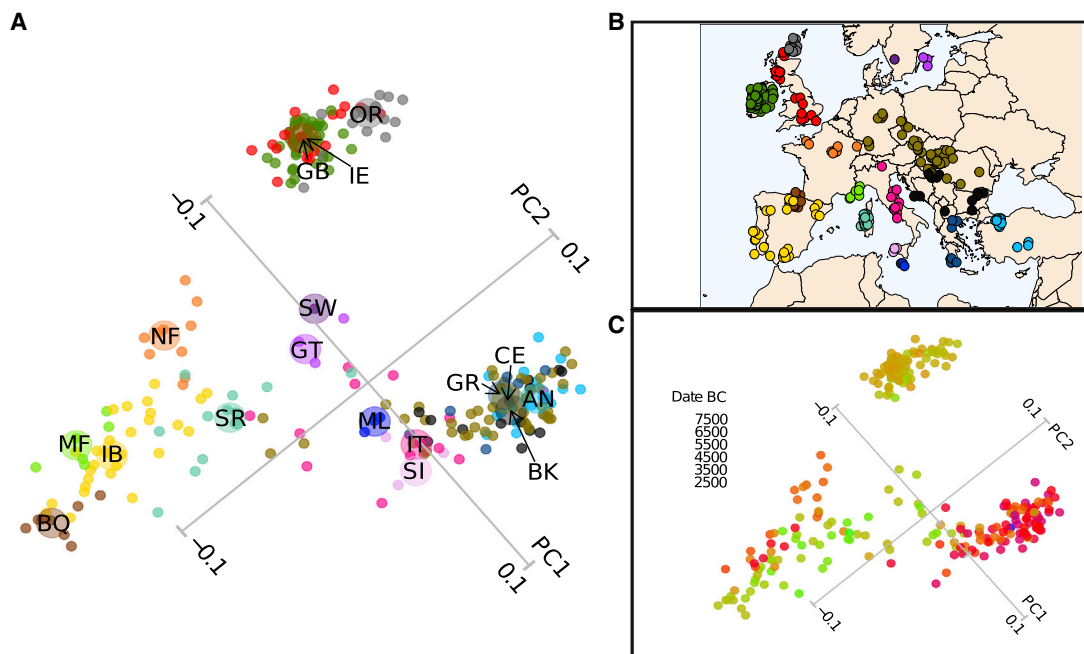 A
OR
GB
IE
−0.1
PC2
0.1
SW
NF
GT
CE
GR
AN
SR
ML
MF
IB
IT
SI
BK
BQ
−0.1
PC1
0.1
B
C
Date BC
7500
6500
5500
4500
3500
2500
−0.1
0.1
PC2
−0.1
PC1
0.1